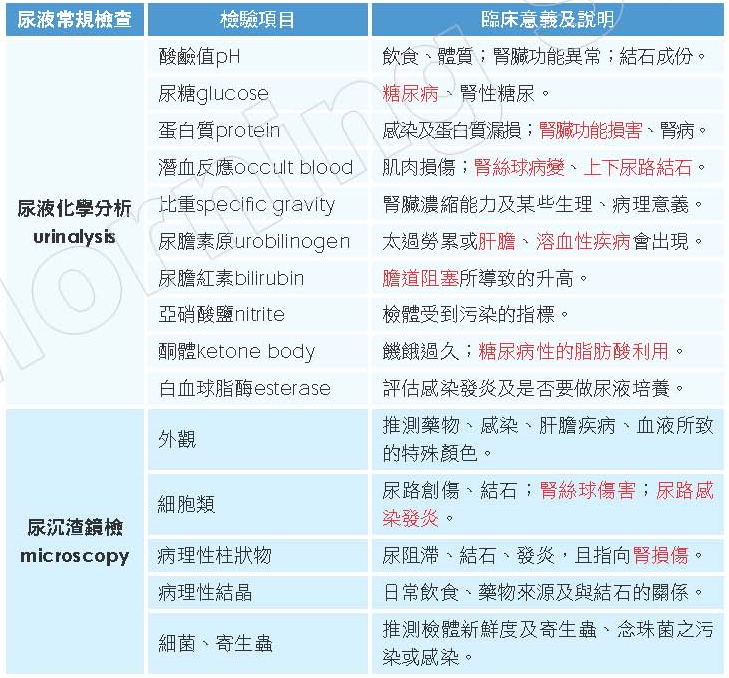 尿液常規檢查 檢驗項目 臨床意義及說明
酸鹼值pH 飲食、體質；腎臟功能異常；結石成份。
尿糖glucose 糖尿病、腎性糖尿。
蛋白質protein 感染及蛋白質漏損；腎臟功能損害、腎病。
潛血反應occult blood 肌肉損傷；腎絲球病變、上下尿路結石。
尿液化學分析
urinalysis
比重specific gravity 腎臟濃縮能力及某些生理、病理意義。
尿膽素原urobilinogen 太過勞累或肝膽、溶血性疾病會出現。
尿膽紅素bilirubin 膽道阻塞所導致的升高。
亞硝酸鹽nitrite 檢體受到污染的指標。
酮體ketone body 饑餓過久；糖尿病性的脂肪酸利用。
白血球脂酶esterase 評估感染發炎及是否要做尿液培養。
尿沉渣鏡檢
microscopy
外觀 推測藥物、感染、肝膽疾病、血液所致
的特殊顏色。
細胞類 尿路創傷、結石；腎絲球傷害；尿路感
染發炎。
病理性柱狀物 尿阻滯、結石、發炎，且指向腎損傷。
病理性結晶 日常飲食、藥物來源及與結石的關係。
細菌、寄生蟲 推測檢體新鮮度及寄生蟲、念珠菌之污
染或感染。
Morning